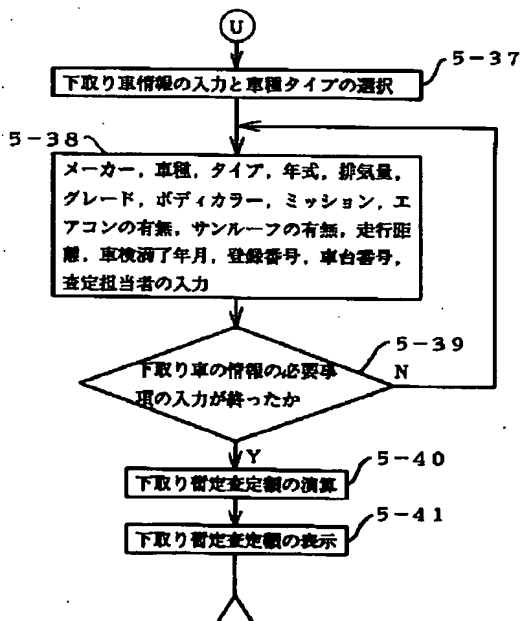 U
下取り車情報の入力と車種タイプの選択
5-37
5-38
メーカー，車種，タイプ，年式，排気量，
グレード，ボディカラー，ミッション，エ
アコンの有無，サンルーフの有無，走行距
離，車検満了年月，登録番号，車台番号，
査定担当者の入力
5-39
下取り車の情報の必要事
項の入力が終ったか
N
Y
5-40
下取り暫定査定額の演算
5-41
下取り暫定査定額の表示